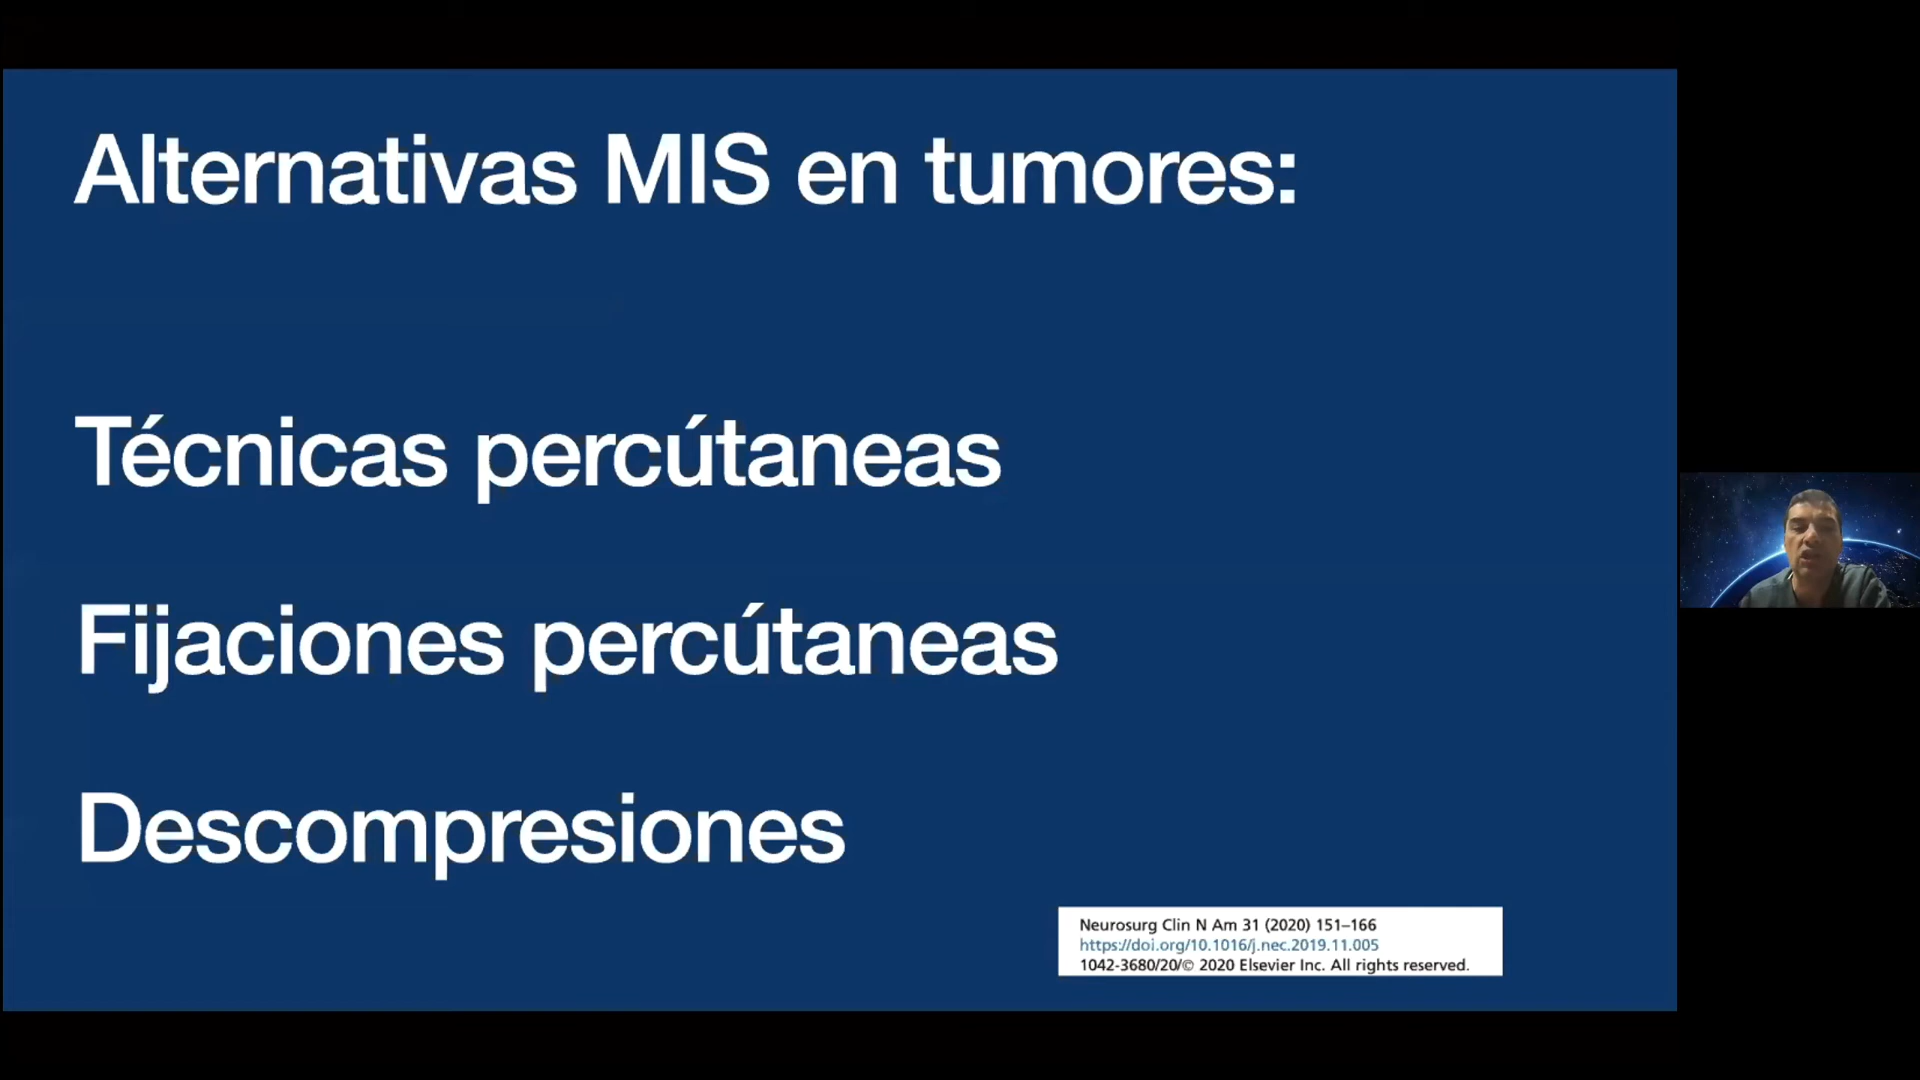 Alternativas MIS en tumores:
Técnicas percútaneas
Fijaciones percútaneas
Descompresiones
Neurosurg Clin N Am 31 (2020) 151–166
https://doi.org/10.1016/j.nec.2019.11.005
1042-3680/20/© 2020 Elsevier Inc. All rights reserved.